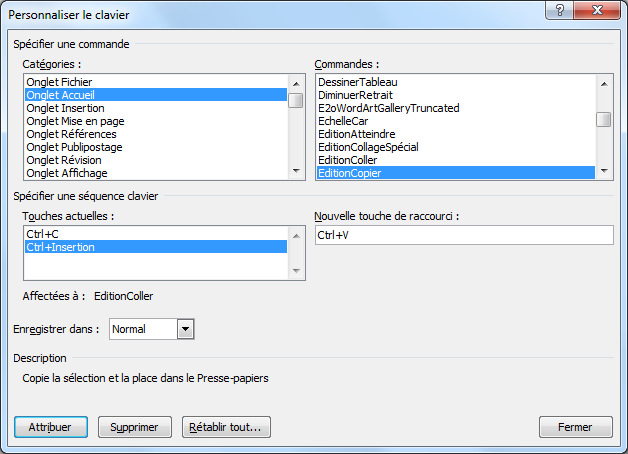 Personnaliser le clavier
Spécifier une commande
Catégories :
Onglet Fichier
Onglet Accueil
Onglet Insertion
Onglet Mise en page
Onglet Références
Onglet Publipostage
Onglet Révision
Onglet Affichage
Commandes :
DessinerTableau
DiminuerRetrait
E2oWordArtGalleryTruncated
EchelleCar
EditionAtteindre
EditionCollageSpécial
EditionColler
EditionCopier
Spécifier une séquence clavier
Touches actuelles :
Ctrl+C
Ctrl+Insertion
Nouvelle touche de raccourci :
Ctrl+V
Affectées à : EditionColler
Enregistrer dans : Normal
Description
Copie la sélection et la place dans le Presse-papiers
Attribuer Supprimer Rétablir tout... Fermer